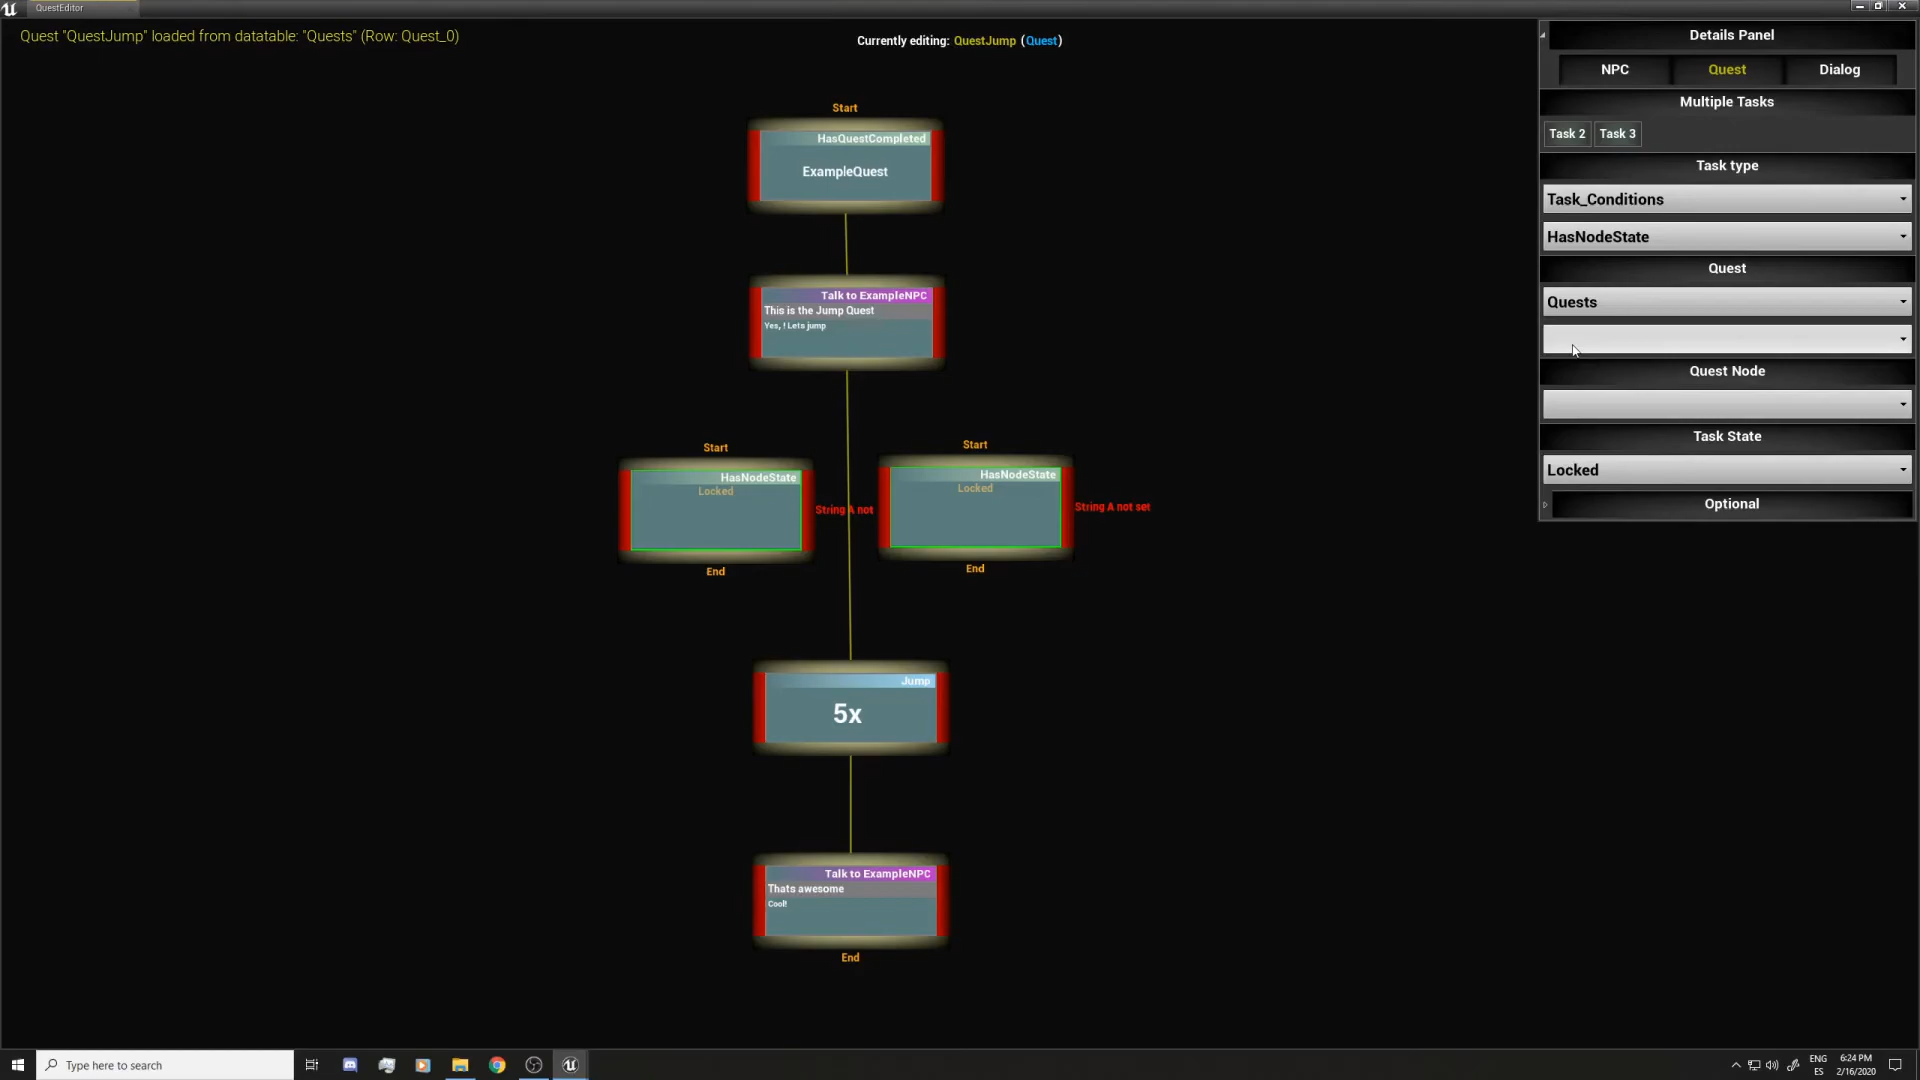 QuestEditor
Quest "QuestJump" loaded from datatable: "Quests" (Row: Quest_0)
Currently editing: QuestJump (Quest)
Start
HasQuestCompleted
ExampleQuest
Talk to ExampleNPC
This is the Jump Quest
Yes, ! Lets jump
Start
HasNodeState
Locked
String A not
End
Start
HasNodeState
Locked
String A not set
End
Jump
5x
Talk to ExampleNPC
Thats awesome
Cool!
End
Details Panel
NPC Quest Dialog
Multiple Tasks
Task 2 Task 3
Task type
Task_Conditions
HasNodeState
Quest
Quests
Quest Node
Task State
Locked
Optional
Type here to search
ENG
ES
6:24 PM
2/16/2020